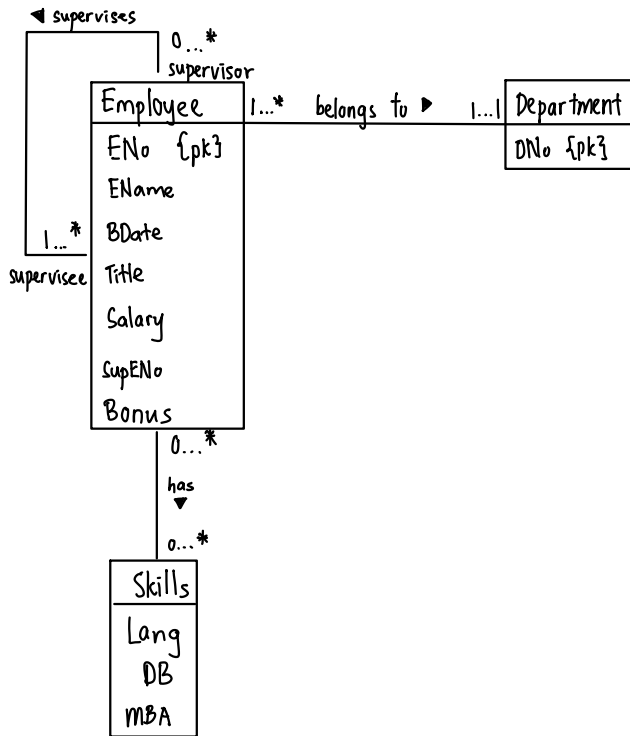 ◀ supervises
0...*
supervisor
Employee
1...* belongs to ▶ 1...1
Department
ENo {pk}
DNo {pk}
EName
BDate
1...*
supervisee
Title
Salary
SupENo
Bonus
0...*
has
▼
0...*
Skills
Lang
DB
MBA